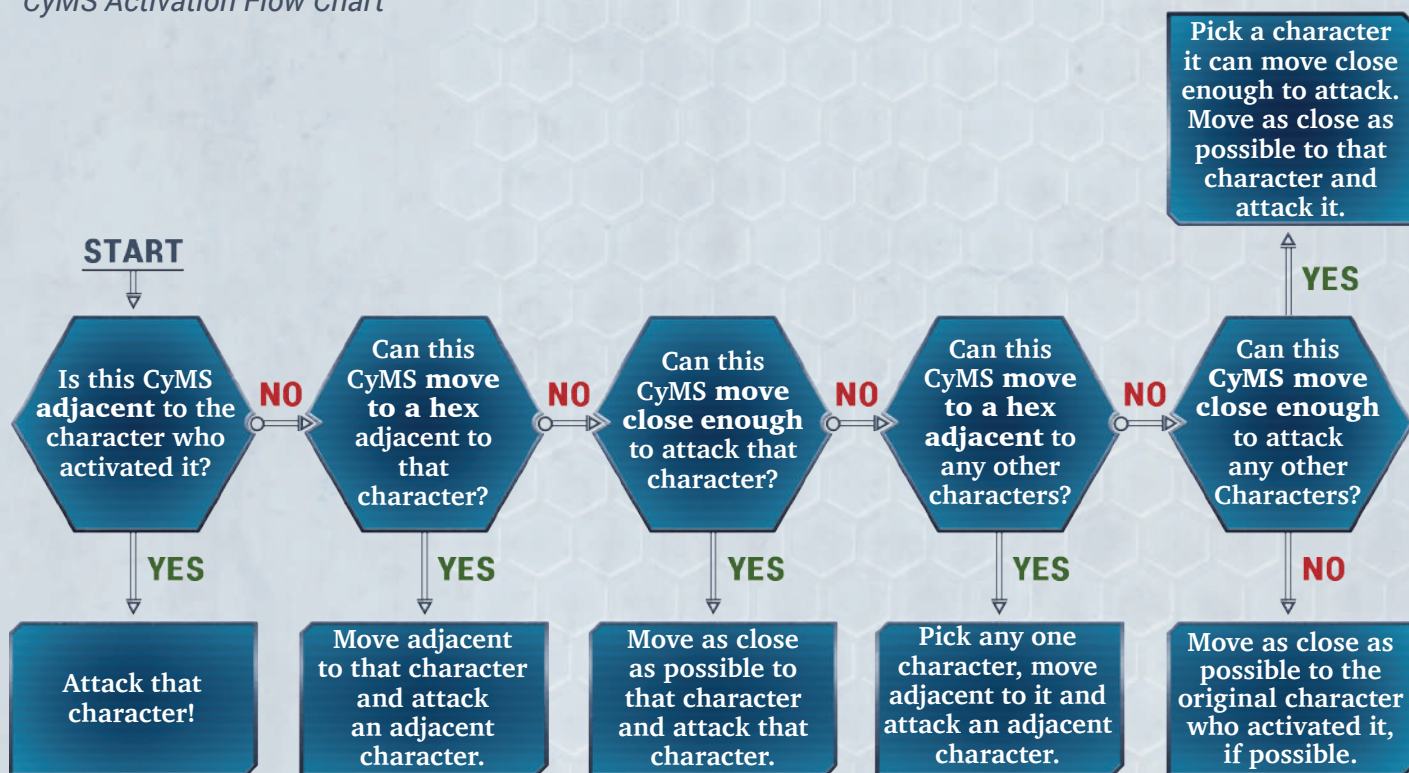 CyMS Activation Flow Chart
Pick a character
it can move close
enough to attack.
Move as close as
possible to that
character and
attack it.
START
YES
Is this CyMS
adjacent to the
character who
activated it?
NO
Can this
CyMS move
to a hex
adjacent to
that
character?
NO
Can this
CyMS move
close enough
to attack that
character?
NO
Can this
CyMS move
to a hex
adjacent to
any other
characters?
NO
Can this
CyMS move
close enough
to attack
any other
Characters?
YES
YES
YES
YES
NO
Attack that
character!
Move adjacent
to that character
and attack
an adjacent
character.
Move as close
as possible to
that character
and attack that
character.
Pick any one
character, move
adjacent to it and
attack an adjacent
character.
Move as close as
possible to the
original character
who activated it,
if possible.